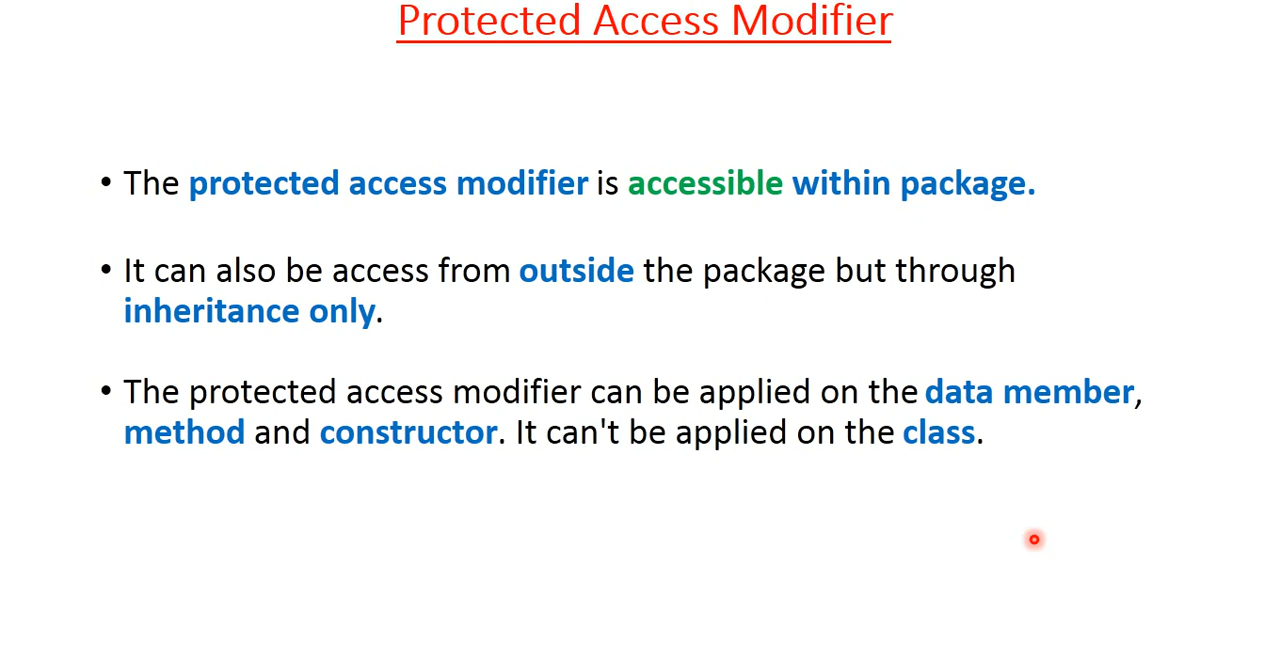 Protected Access Modifier
• The protected access modifier is accessible within package.
• It can also be access from outside the package but through
inheritance only.
• The protected access modifier can be applied on the data member,
method and constructor. It can't be applied on the class.